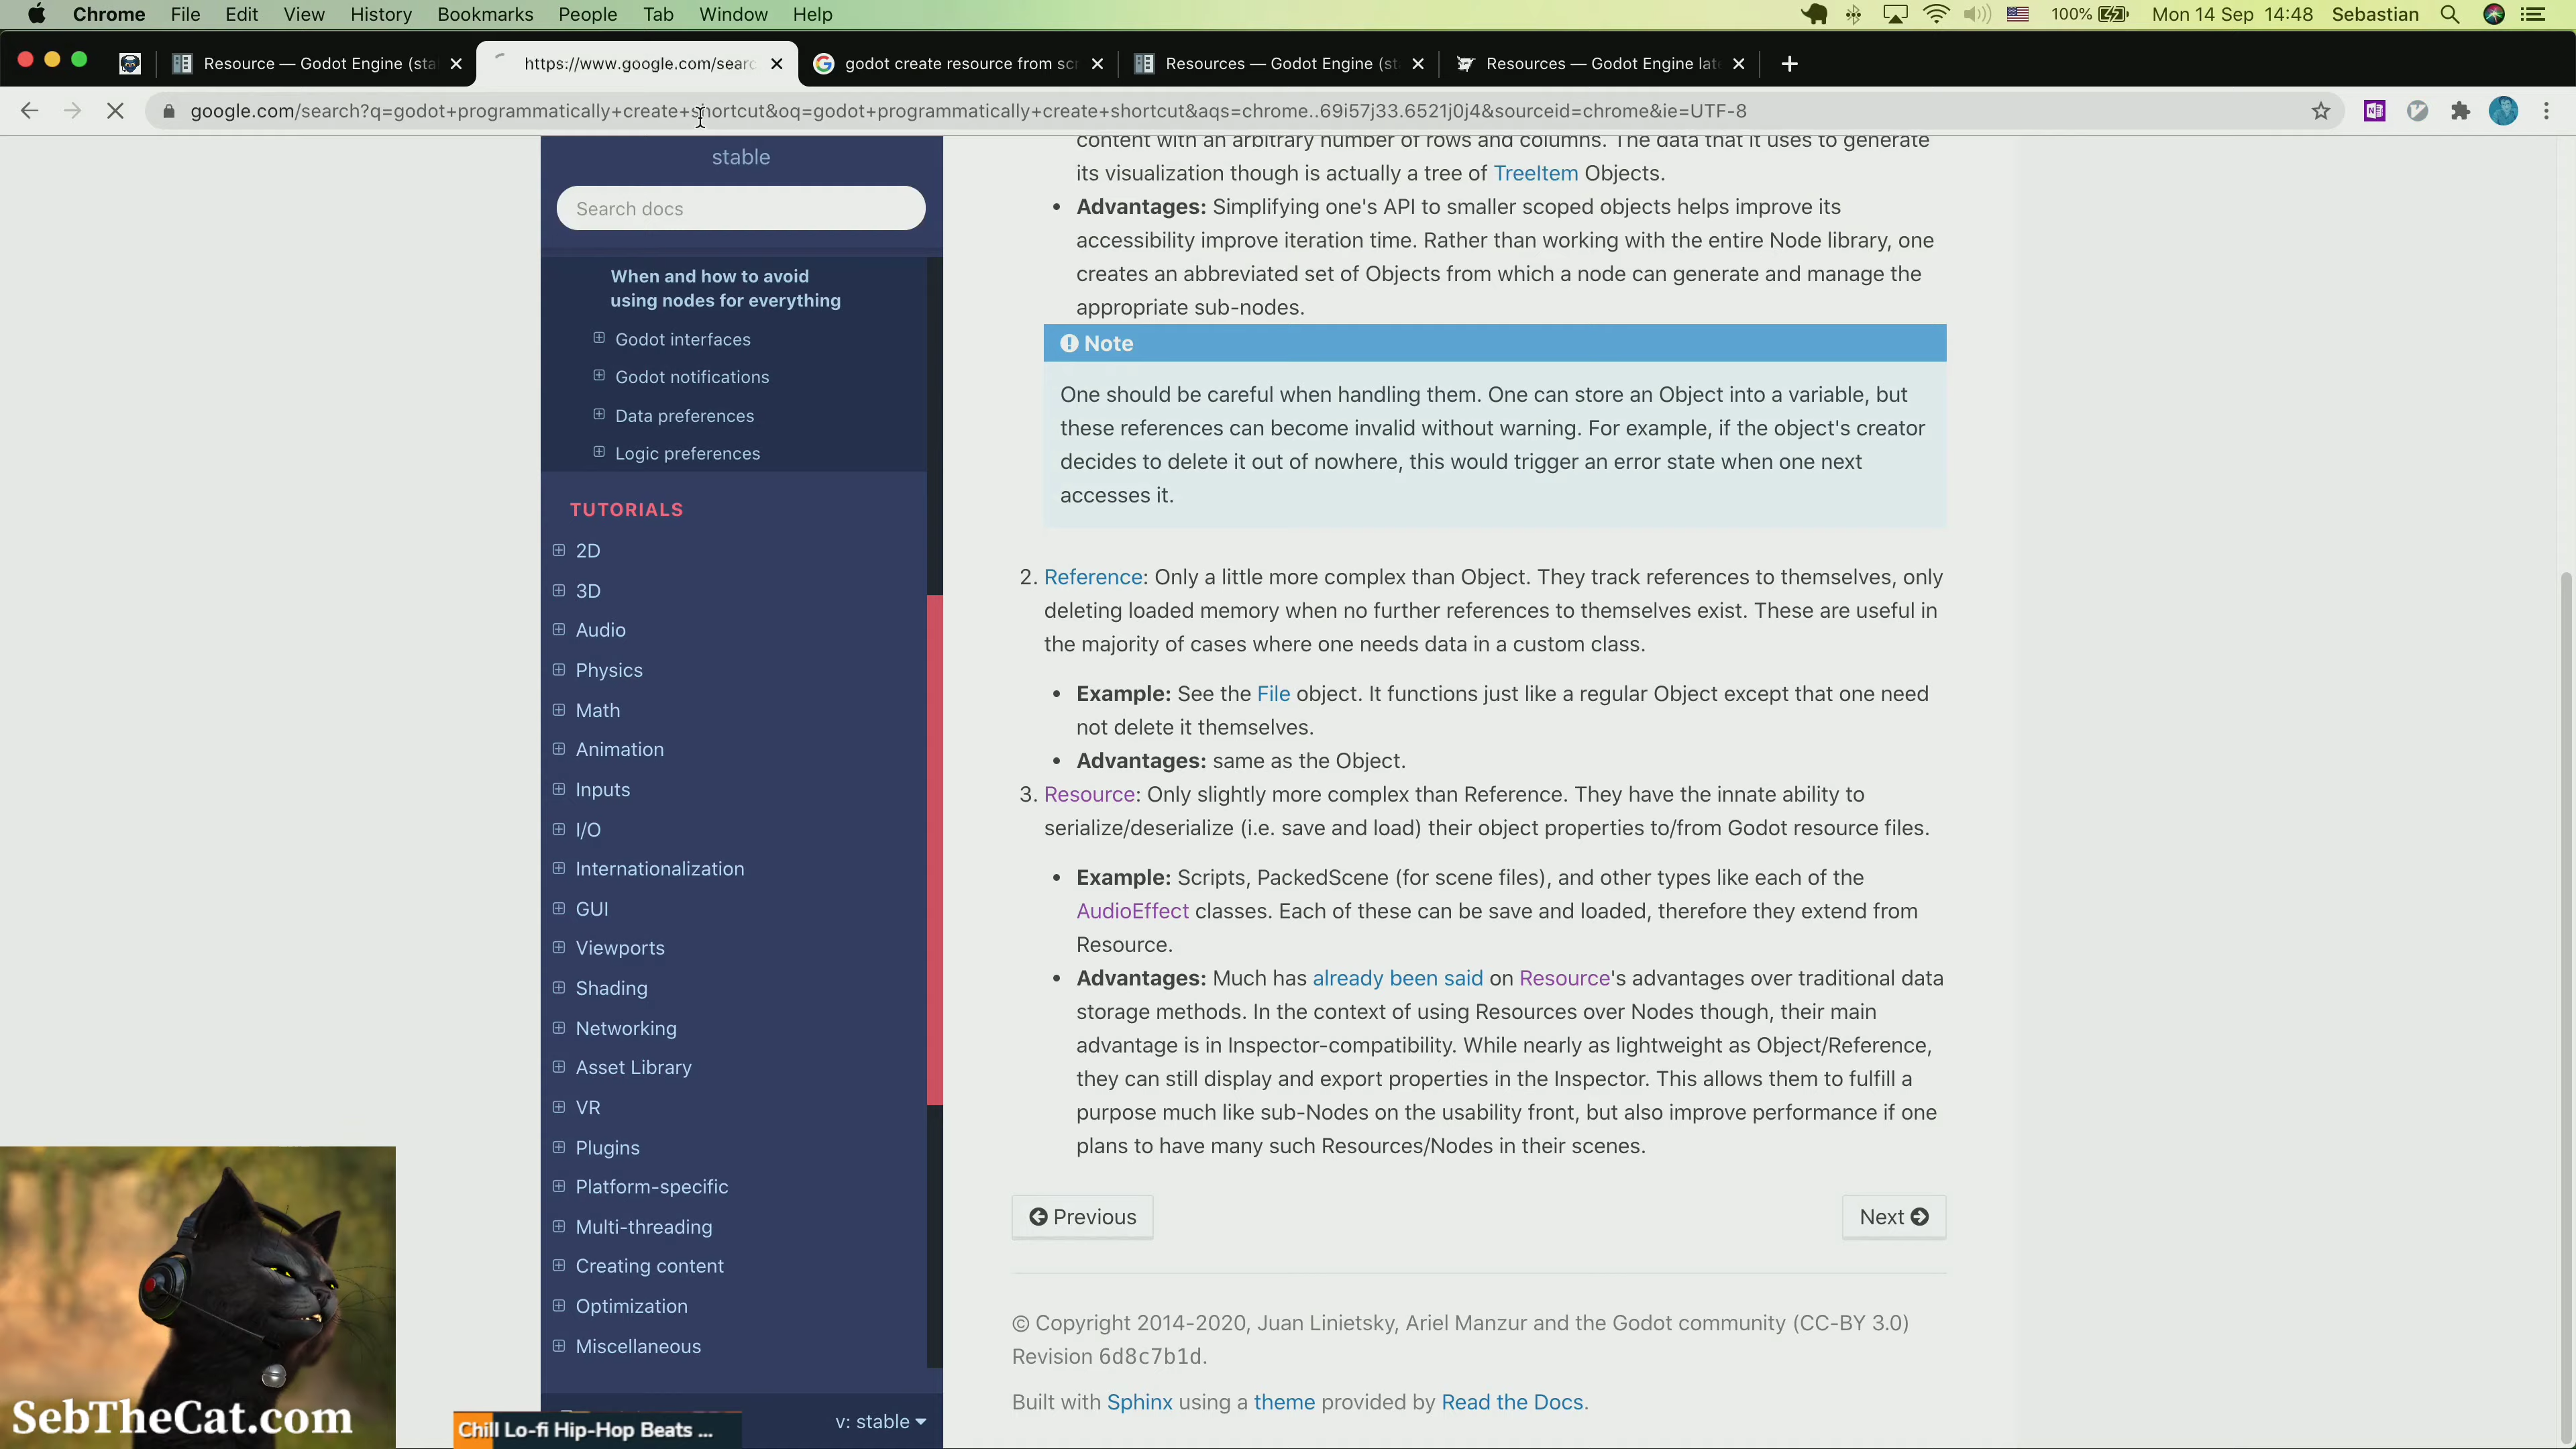 Chrome File Edit View History Bookmarks People Tab Window Help 100% Mon 14 Sep 14:48 Sebastian
Resource — Godot Engine (sta https://www.google.com/searc godot create resource from scr Resources — Godot Engine (st Resources — Godot Engine lat
google.com/search?q=godot+programmatically+create+shortcut&oq=godot+programmatically+create+shortcut&aqs=chrome..69i57j33.6521j0j4&sourceid=chrome&ie=UTF-8
stable
Search docs
When and how to avoid
using nodes for everything
Godot interfaces
Godot notifications
Data preferences
Logic preferences
TUTORIALS
2D
3D
Audio
Physics
Math
Animation
Inputs
I/O
Internationalization
GUI
Viewports
Shading
Networking
Asset Library
VR
Plugins
Platform-specific
Multi-threading
Creating content
Optimization
Miscellaneous
v: stable
content with an arbitrary number of rows and columns. The data that it uses to generate
its visualization though is actually a tree of TreeItem Objects.
• Advantages: Simplifying one's API to smaller scoped objects helps improve its
accessibility improve iteration time. Rather than working with the entire Node library, one
creates an abbreviated set of Objects from which a node can generate and manage the
appropriate sub-nodes.
Note
One should be careful when handling them. One can store an Object into a variable, but
these references can become invalid without warning. For example, if the object's creator
decides to delete it out of nowhere, this would trigger an error state when one next
accesses it.
2. Reference: Only a little more complex than Object. They track references to themselves, only
deleting loaded memory when no further references to themselves exist. These are useful in
the majority of cases where one needs data in a custom class.
• Example: See the File object. It functions just like a regular Object except that one need
not delete it themselves.
• Advantages: same as the Object.
3. Resource: Only slightly more complex than Reference. They have the innate ability to
serialize/deserialize (i.e. save and load) their object properties to/from Godot resource files.
• Example: Scripts, PackedScene (for scene files), and other types like each of the
AudioEffect classes. Each of these can be save and loaded, therefore they extend from
Resource.
• Advantages: Much has already been said on Resource's advantages over traditional data
storage methods. In the context of using Resources over Nodes though, their main
advantage is in Inspector-compatibility. While nearly as lightweight as Object/Reference,
they can still display and export properties in the Inspector. This allows them to fulfill a
purpose much like sub-Nodes on the usability front, but also improve performance if one
plans to have many such Resources/Nodes in their scenes.
Previous Next
© Copyright 2014-2020, Juan Linietsky, Ariel Manzur and the Godot community (CC-BY 3.0)
Revision 6d8c7b1d.
Built with Sphinx using a theme provided by Read the Docs.
SebTheCat.com
Chill Lo-fi Hip-Hop Beats ...